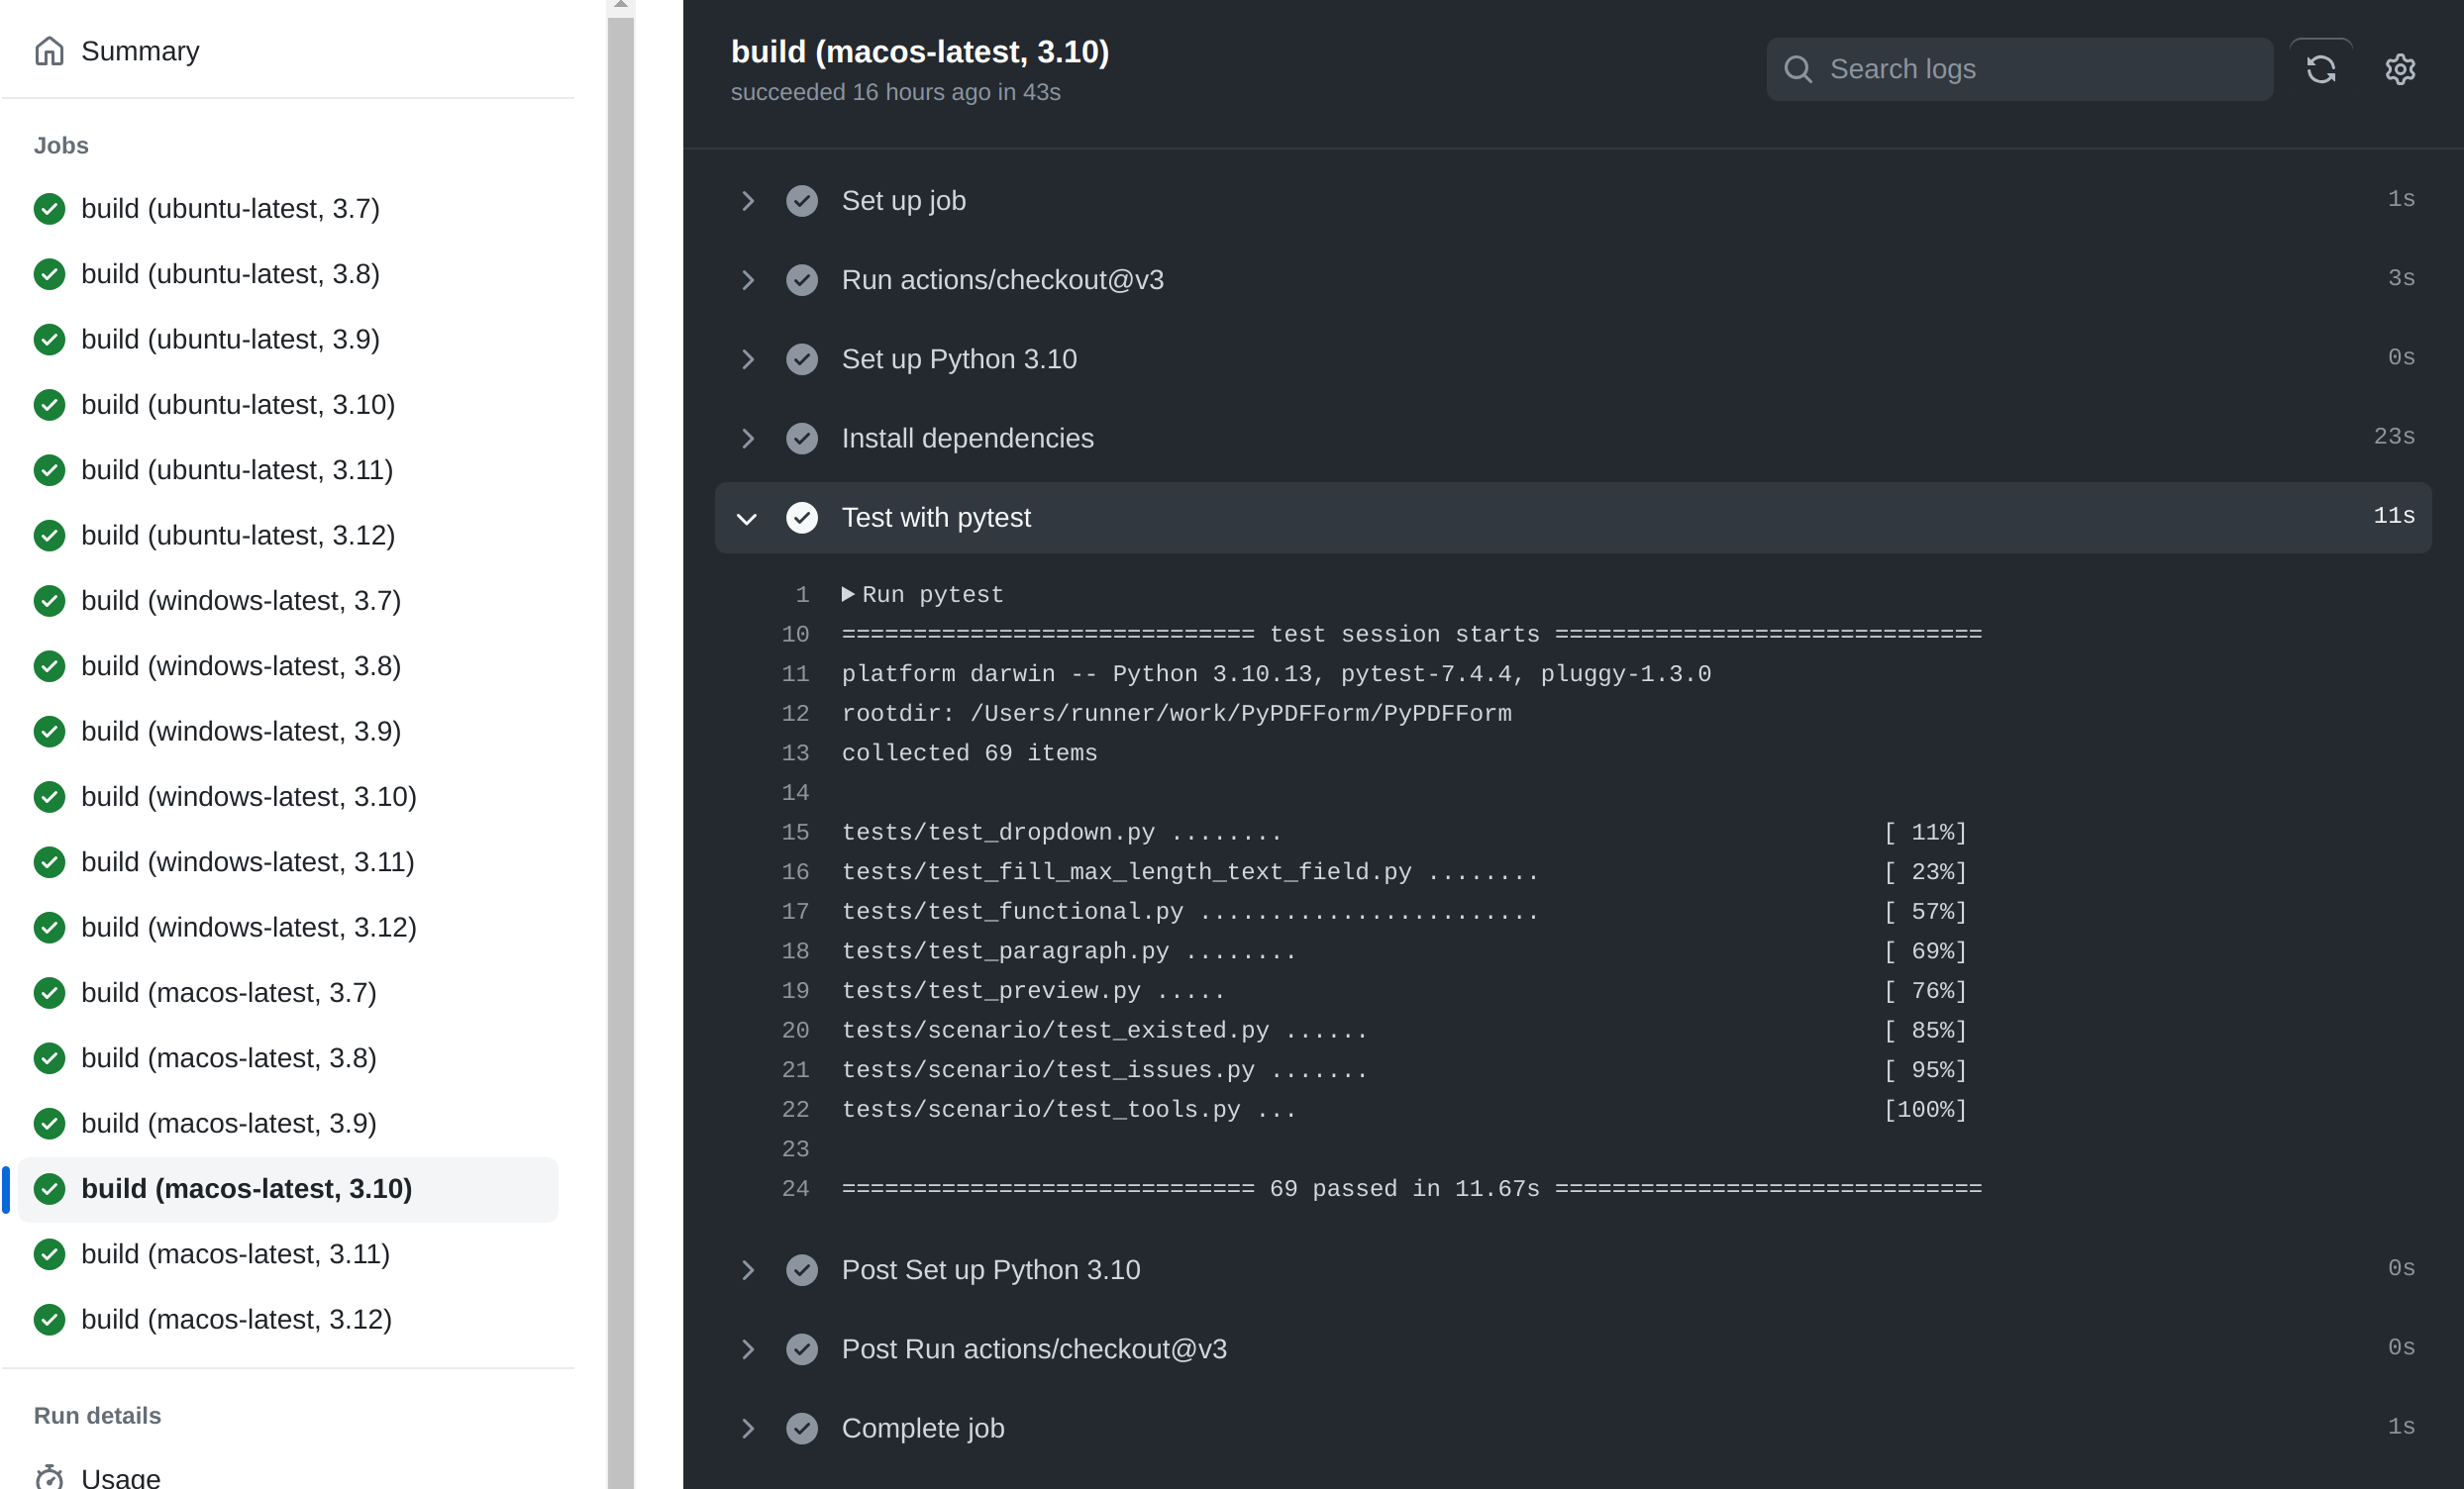 Summary
Jobs
build (ubuntu-latest, 3.7)
build (ubuntu-latest, 3.8)
build (ubuntu-latest, 3.9)
build (ubuntu-latest, 3.10)
build (ubuntu-latest, 3.11)
build (ubuntu-latest, 3.12)
build (windows-latest, 3.7)
build (windows-latest, 3.8)
build (windows-latest, 3.9)
build (windows-latest, 3.10)
build (windows-latest, 3.11)
build (windows-latest, 3.12)
build (macos-latest, 3.7)
build (macos-latest, 3.8)
build (macos-latest, 3.9)
build (macos-latest, 3.10)
build (macos-latest, 3.11)
build (macos-latest, 3.12)
Run details
Usage
build (macos-latest, 3.10)
succeeded 16 hours ago in 43s
Search logs
Set up job 1s
Run actions/checkout@v3 3s
Set up Python 3.10 0s
Install dependencies 23s
Test with pytest 11s
1 Run pytest
10 ============================= test session starts ==============================
11 platform darwin -- Python 3.10.13, pytest-7.4.4, pluggy-1.3.0
12 rootdir: /Users/runner/work/PyPDFForm/PyPDFForm
13 collected 69 items
14
15 tests/test_dropdown.py ........ [ 11%]
16 tests/test_fill_max_length_text_field.py ........ [ 23%]
17 tests/test_functional.py ........................ [ 57%]
18 tests/test_paragraph.py ........ [ 69%]
19 tests/test_preview.py ..... [ 76%]
20 tests/scenario/test_existed.py ...... [ 85%]
21 tests/scenario/test_issues.py ....... [ 95%]
22 tests/scenario/test_tools.py ... [100%]
23
24 ============================= 69 passed in 11.67s ==============================
Post Set up Python 3.10 0s
Post Run actions/checkout@v3 0s
Complete job 1s